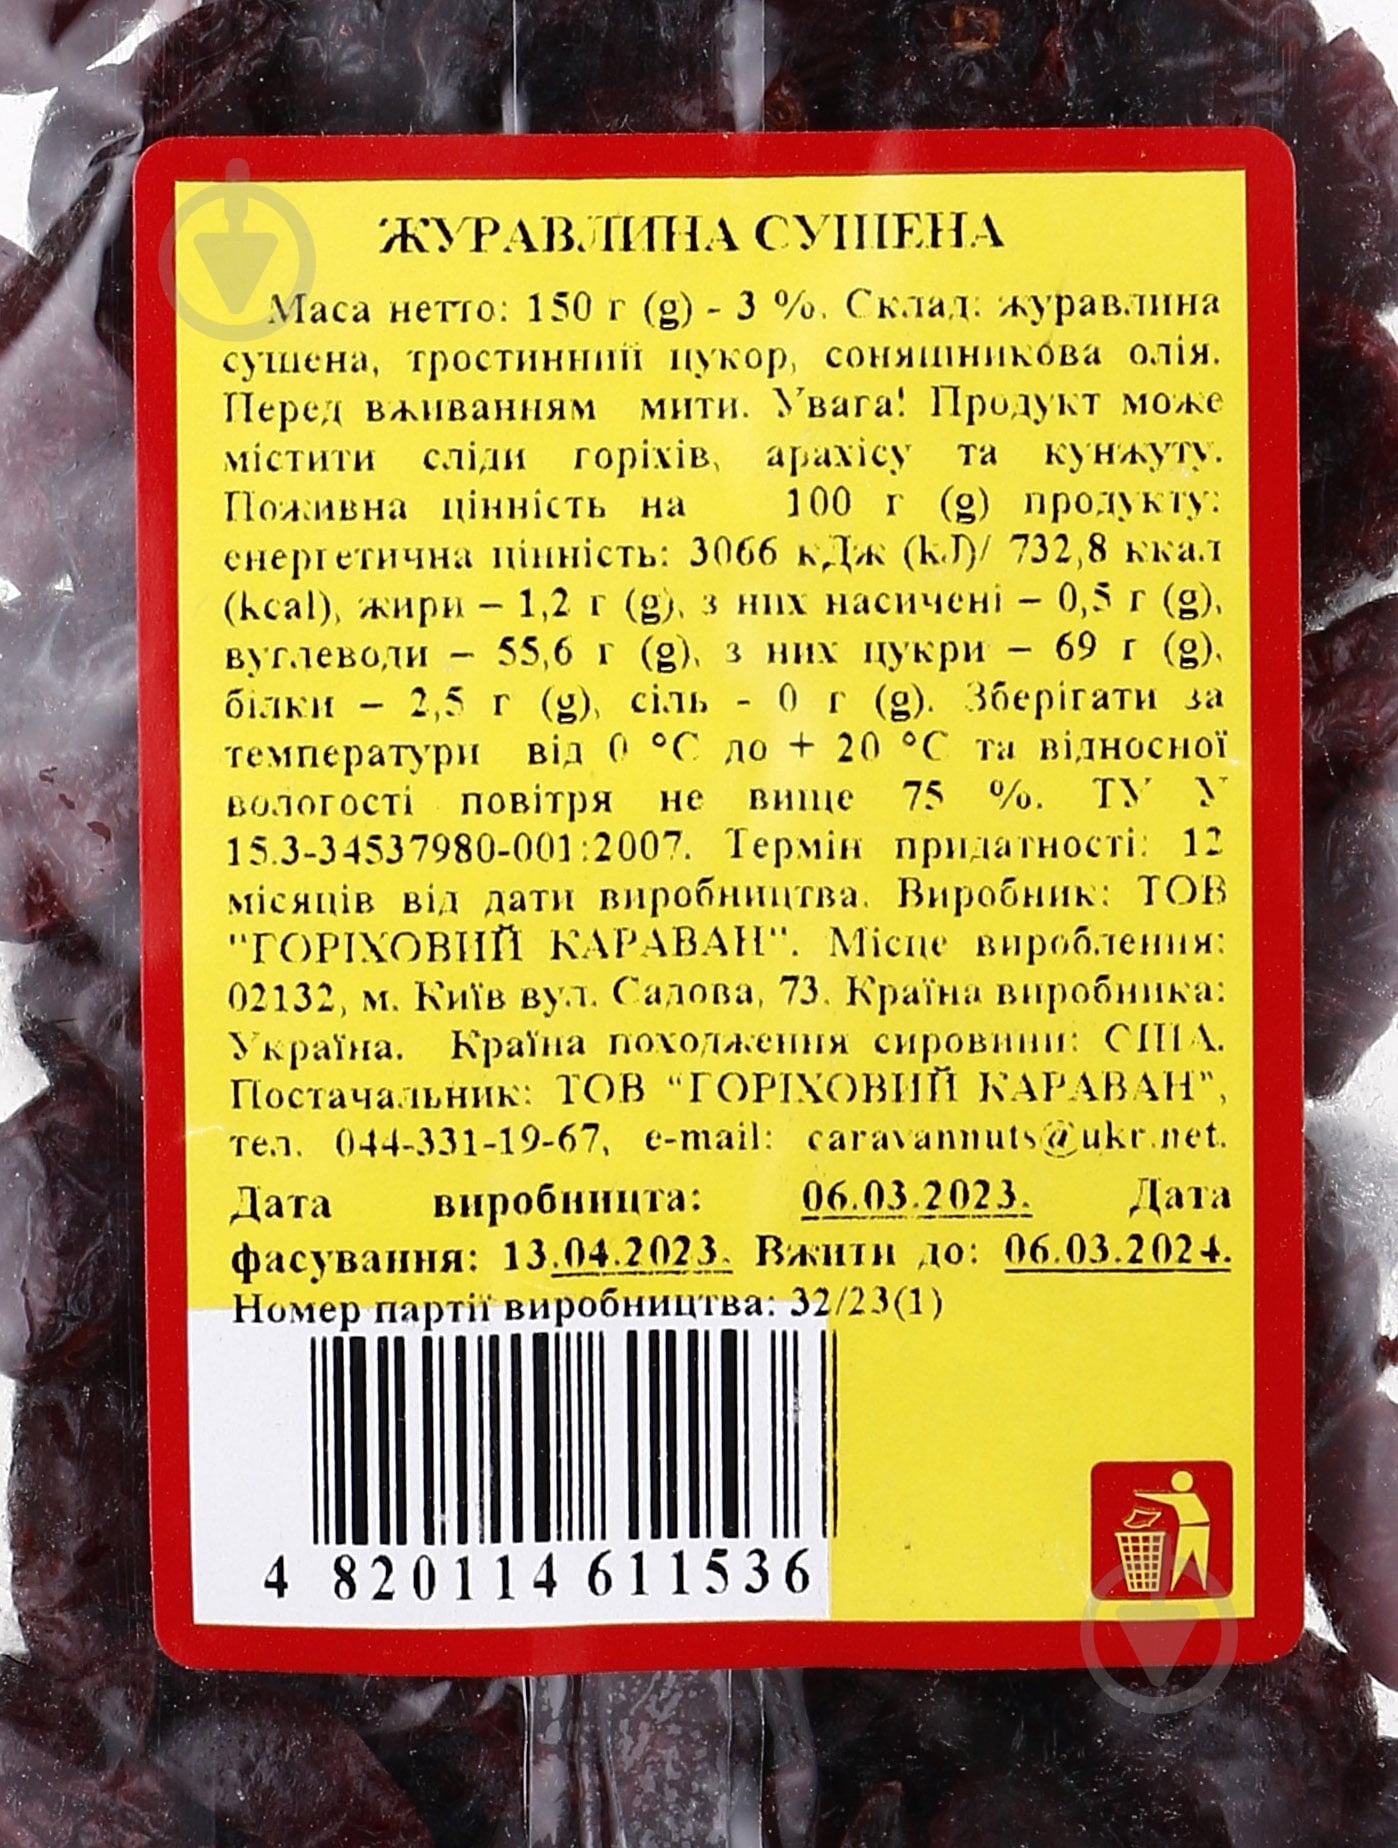 ЖУРАВЛИНА СУШЕНА
Маса нетто: 150 г (g) - 3 %. Склад: журавлина
сушена, тростинний цукор, соняшникова олія.
Перед вживанням мити. Увага! Продукт може
містити сліди горіхів, арахісу та кунжуту.
Поживна цінність на 100 г (g) продукту:
енергетична цінність: 3066 кДж (kJ)/ 732,8 ккал
(kcal), жири – 1,2 г (g), з них насичені – 0,5 г (g),
вуглеводи – 55,6 г (g), з них цукри – 69 г (g),
білки – 2,5 г (g), сіль - 0 г (g). Зберігати за
температури від 0 °C до + 20 °C та відносної
вологості повітря не вище 75 %. ТУ У
15.3-34537980-001:2007. Термін придатності: 12
місяців від дати виробництва. Виробник: ТОВ
"ГОРІХОВИЙ КАРАВАН". Місце вироблення:
02132, м. Київ вул. Садова, 73. Країна виробника:
Україна. Країна походження сировини: США.
Постачальник: ТОВ “ГОРІХОВИЙ КАРАВАН”,
тел. 044-331-19-67, e-mail: caravannuts@ukr.net.
Дата виробницта: 06.03.2023. Дата
фасування: 13.04.2023. Вжити до: 06.03.2024.
Номер партії виробництва: 32/23(1)
4 820114 611536